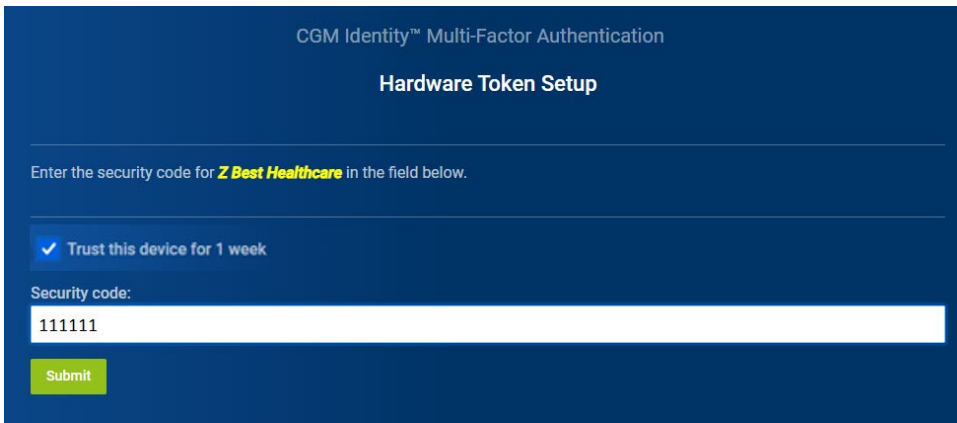 CGM Identity™ Multi-Factor Authentication
Hardware Token Setup
Enter the security code for Z Best Healthcare in the field below.
Trust this device for 1 week
Security code:
111111
Submit